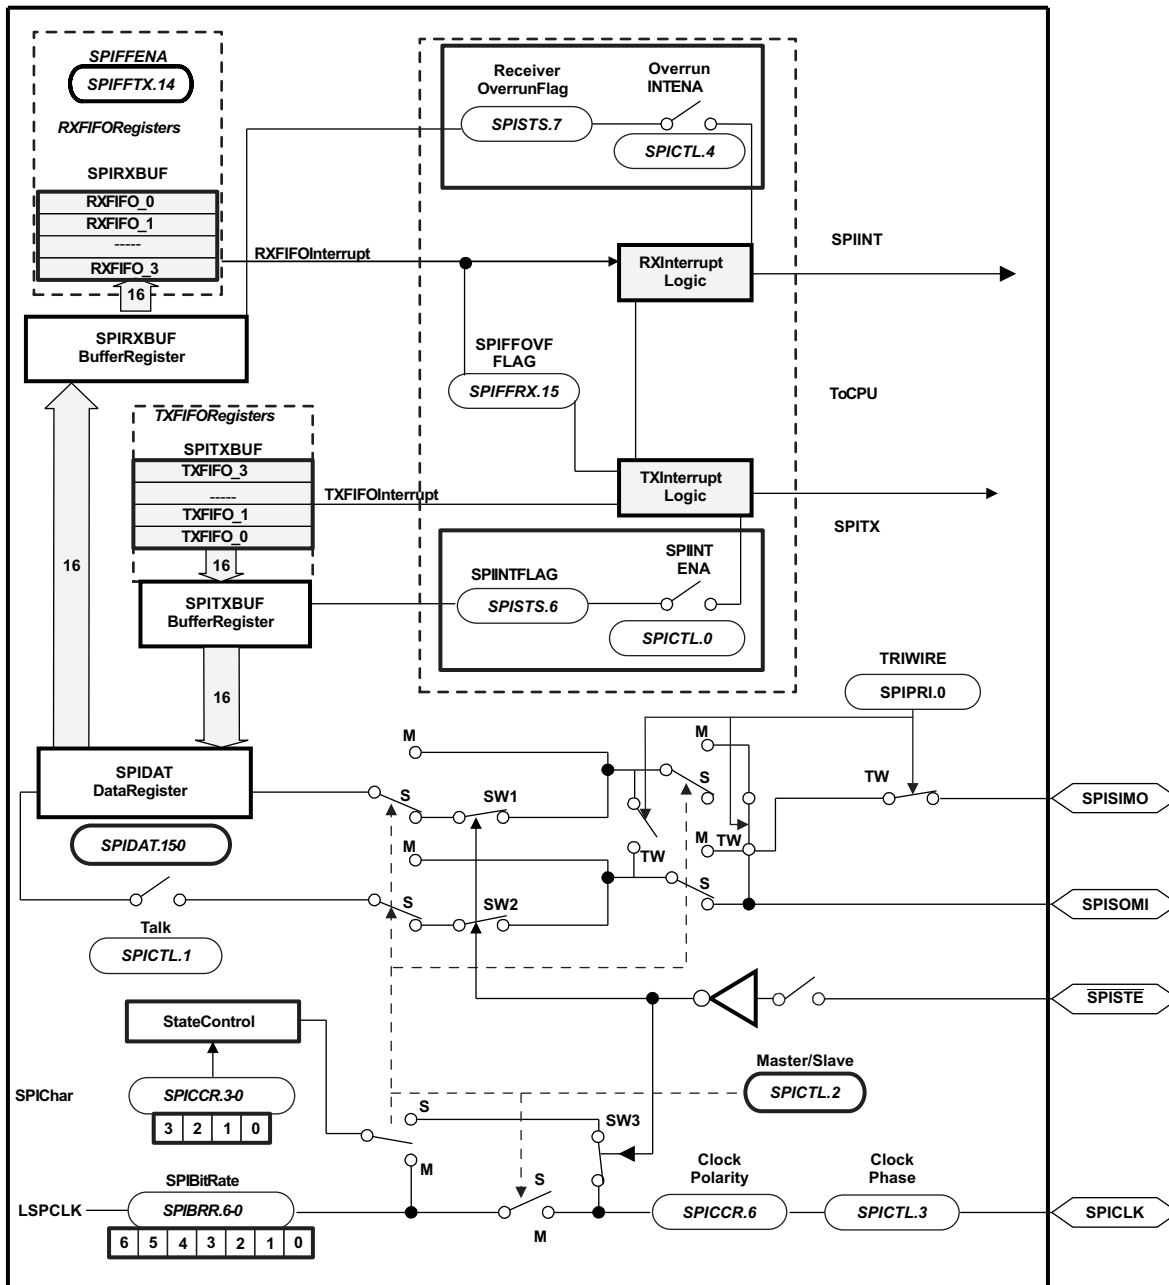 SPIFFENA
SPIFFTX.14
RXFIFORegisters
SPIRXBUF
RXFIFO_0
RXFIFO_1
-----
RXFIFO_3
16
SPIRXBUF
BufferRegister
Receiver
OverrunFlag
SPISTS.7
Overrun
INTENA
SPICTL.4
RXFIFOInterrupt
RXInterrupt
Logic
SPIINT
SPIFFOVF
FLAG
SPIFFRX.15
ToCPU
TXFIFORegisters
SPITXBUF
TXFIFO_3
-----
TXFIFO_1
TXFIFO_0
TXFIFOInterrupt
TXInterrupt
Logic
SPITX
16
16
SPITXBUF
BufferRegister
SPIINTFLAG
SPISTS.6
SPIINT
ENA
SPICTL.0
16
TRIWIRE
SPIPRI.0
SPIDAT
DataRegister
SPIDAT.150
M
S
SW1
M
S
TW
TW
SPISIMO
M
TW
M
S
SW2
S
SPISOMI
Talk
SPICTL.1
SPISTE
StateControl
Master/Slave
SPICTL.2
SPIChar
SPICCR.3-0
3 2 1 0
S
M
SW3
SPIBitRate
LSPCLK
SPIBRR.6-0
6 5 4 3 2 1 0
S
M
Clock
Polarity
SPICCR.6
Clock
Phase
SPICTL.3
SPICLK